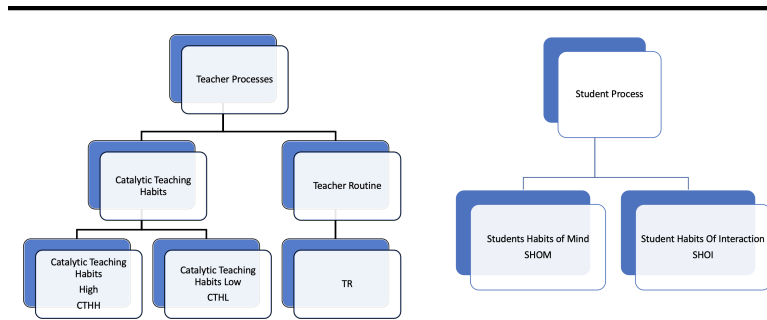 Teacher Processes
Student Process
Catalytic Teaching
Habits
Teacher Routine
Catalytic Teaching
Habits
High
CTHH
Catalytic Teaching
Habits Low
CTHL
TR
Students Habits of Mind
SHOM
Student Habits Of Interaction
SHOI